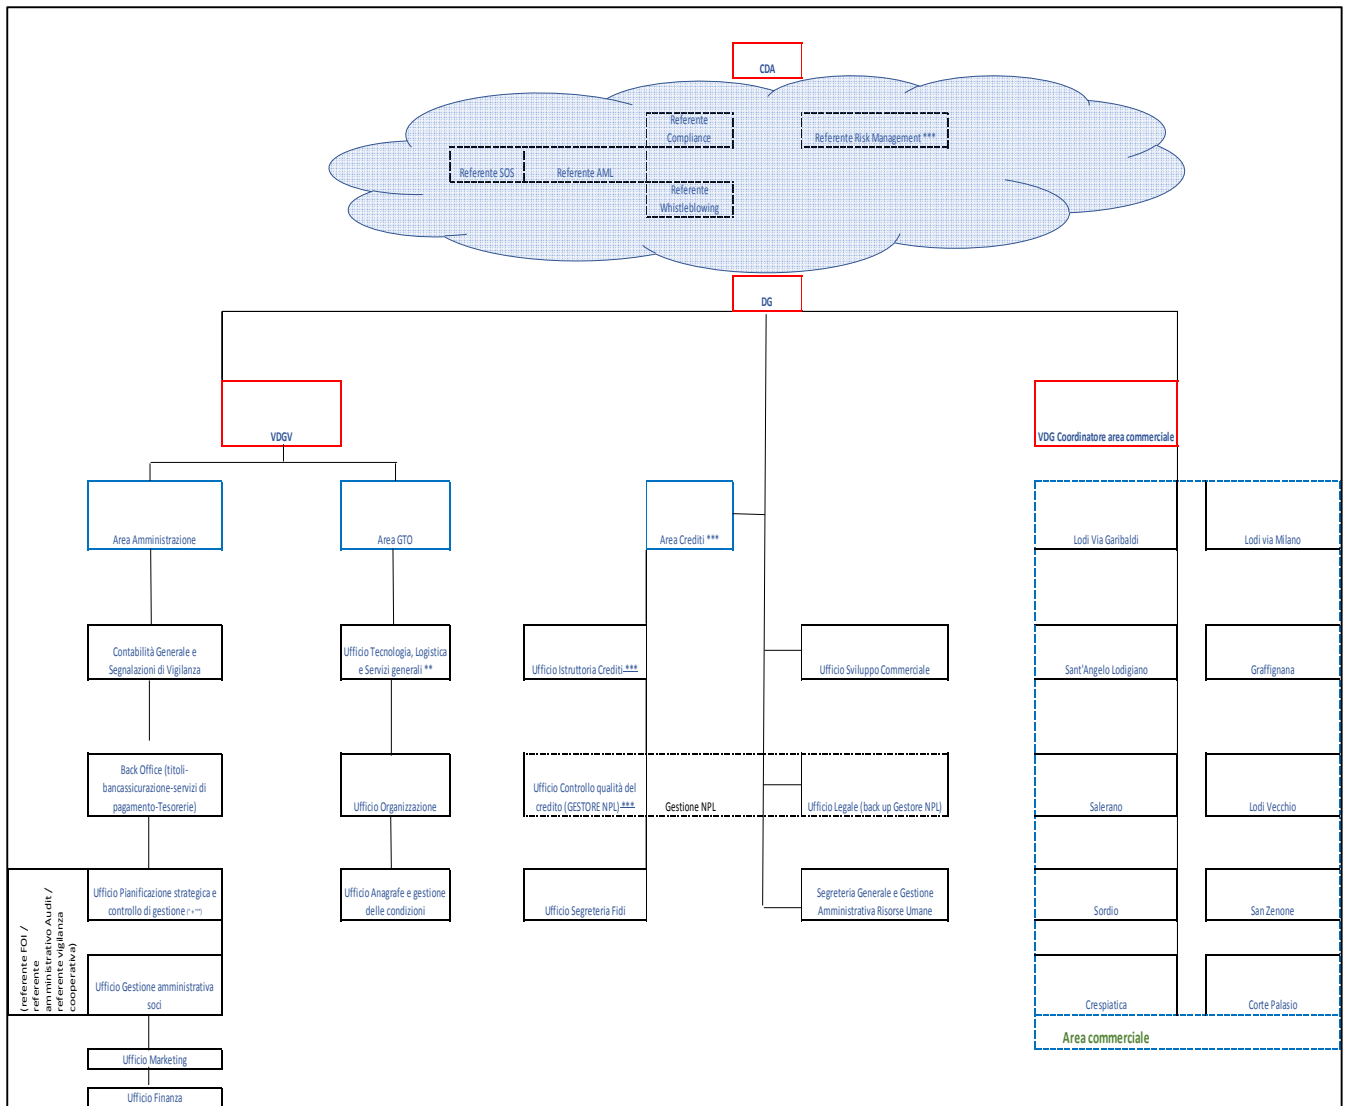 CDA
Referente
Compliance
Referente Risk Management ***
Referente SOS
Referente AML
Referente
Whistleblowing
DG
VDGV
VDG Coordinatore area commerciale
Area Amministrazione
Area GTO
Area Crediti ***
Lodi Via Garibaldi
Lodi via Milano
Contabilità Generale e
Segnalazioni di Vigilanza
Ufficio Tecnologia, Logistica
e Servizi generali **
Ufficio Istruttoria Crediti ***
Ufficio Sviluppo Commerciale
Sant'Angelo Lodigiano
Graffignana
Back Office (titoli-
bancassicurazione-servizi di
pagamento-Tesorerie)
Ufficio Organizzazione
Ufficio Controllo qualità del
credito (GESTORE NPL) ***
Gestione NPL
Ufficio Legale (back up Gestore NPL)
Salerano
Lodi Vecchio
(referente FOI /
referente
amministrativo Audit /
referente vigilanza
cooperativa)
Ufficio Pianificazione strategica e
controllo di gestione
Ufficio Anagrafe e gestione
delle condizioni
Ufficio Segreteria Fidi
Segreteria Generale e Gestione
Amministrativa Risorse Umane
Sordio
San Zenone
Ufficio Gestione amministrativa
soci
Crespiatica
Corte Palasio
Area commerciale
Ufficio Marketing
Ufficio Finanza